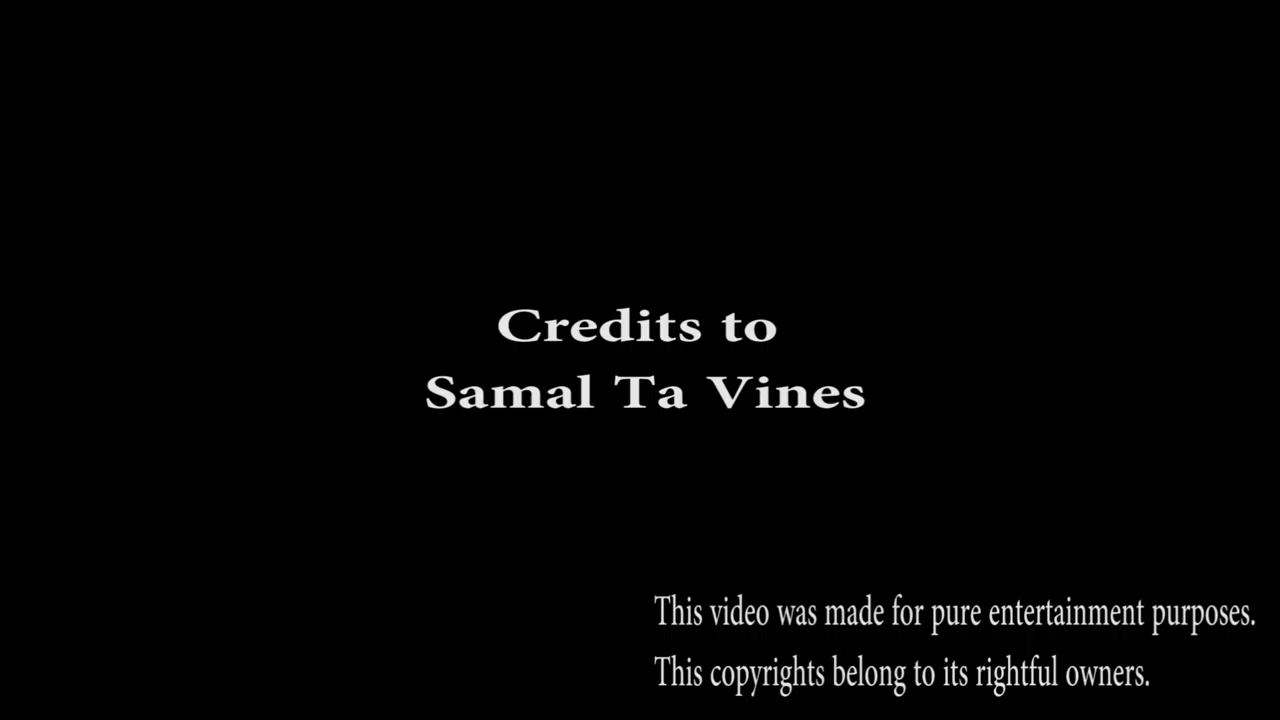 Credits to
Samal Ta Vines
This video was made for pure entertainment purposes.
This copyrights belong to its rightful owners.